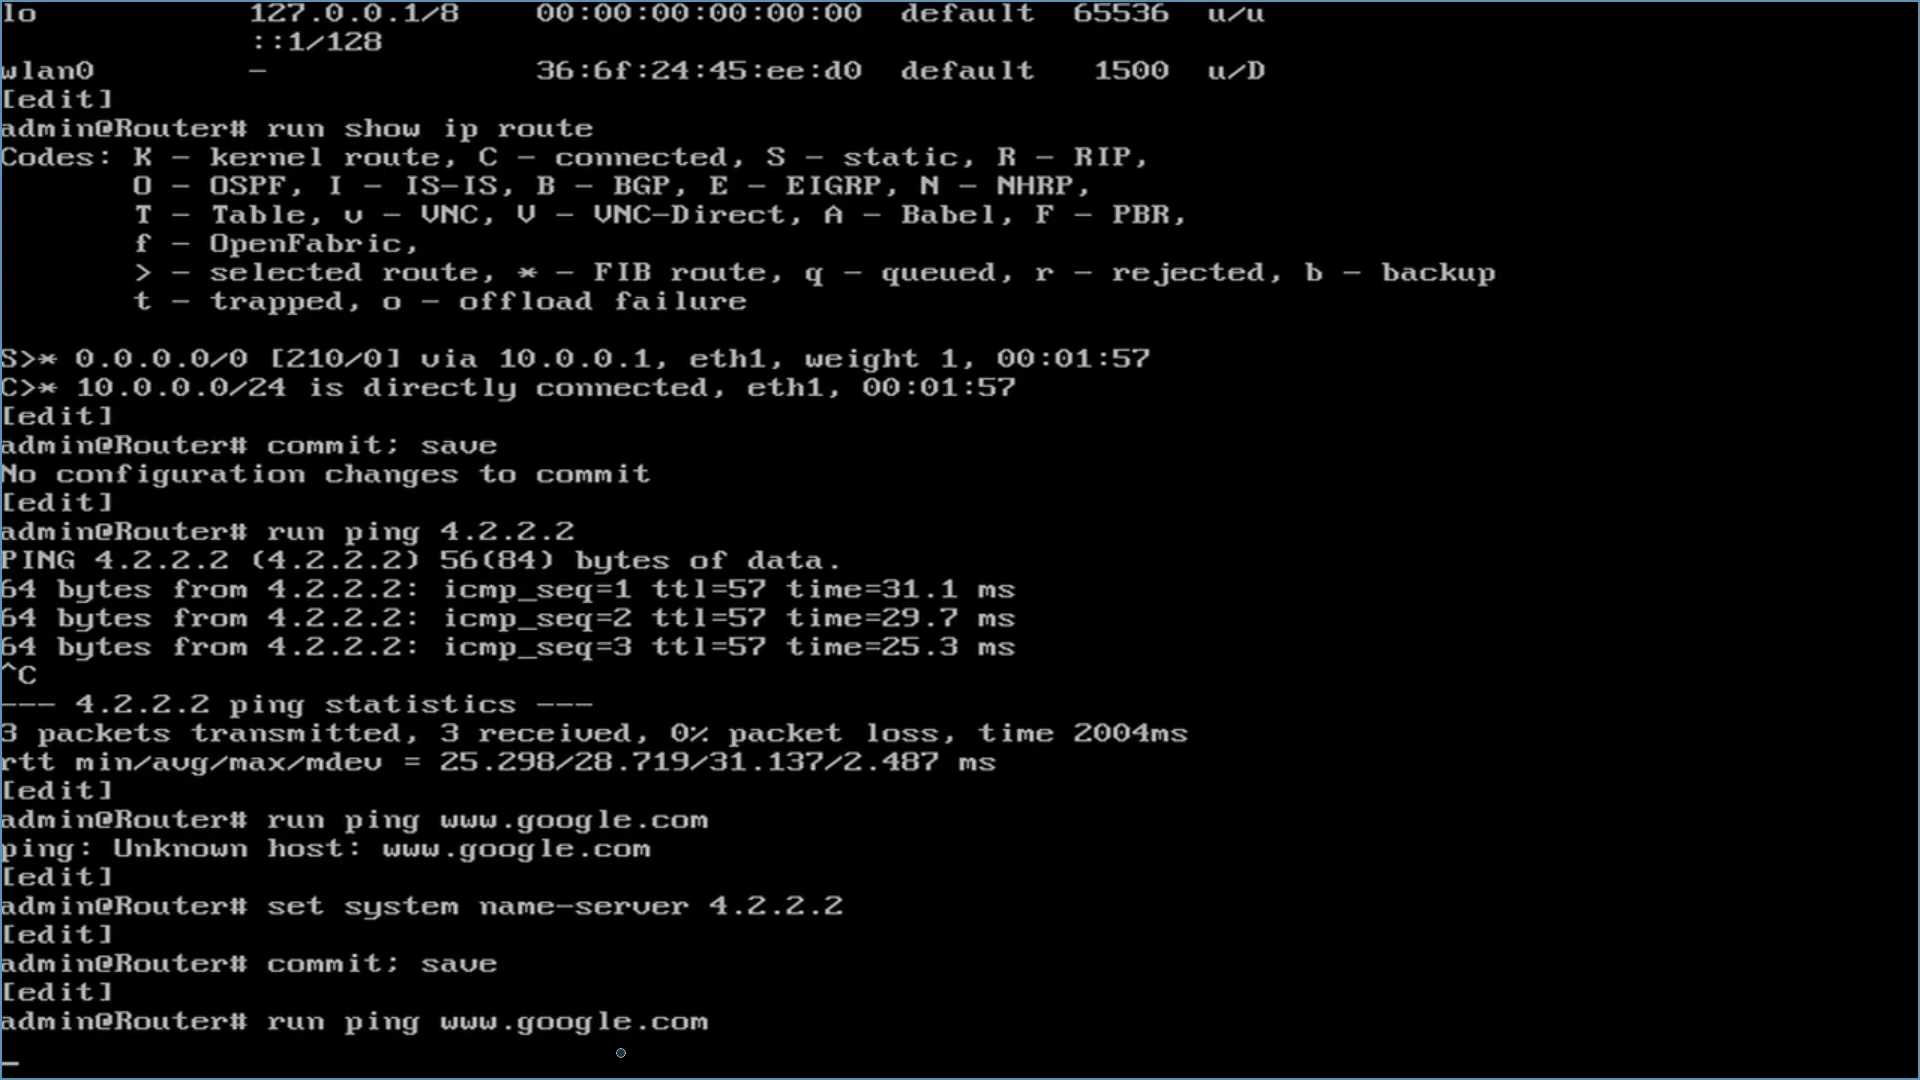 lo 127.0.0.1/8 00:00:00:00:00:00 default 65536 u/u
::1/128
wlan0 - 36:6f:24:45:ee:d0 default 1500 u/D
[edit]
admin@Router# run show ip route
Codes: K - kernel route, C - connected, S - static, R - RIP,
O - OSPF, I - IS-IS, B - BGP, E - EIGRP, N - NHRP,
T - Table, v - VNC, V - VNC-Direct, A - Babel, F - PBR,
f - OpenFabric,
> - selected route, * - FIB route, q - queued, r - rejected, b - backup
t - trapped, o - offload failure
S>* 0.0.0.0/0 [210/0] via 10.0.0.1, eth1, weight 1, 00:01:57
C>* 10.0.0.0/24 is directly connected, eth1, 00:01:57
[edit]
admin@Router# commit; save
No configuration changes to commit
[edit]
admin@Router# run ping 4.2.2.2
PING 4.2.2.2 (4.2.2.2) 56(84) bytes of data.
64 bytes from 4.2.2.2: icmp_seq=1 ttl=57 time=31.1 ms
64 bytes from 4.2.2.2: icmp_seq=2 ttl=57 time=29.7 ms
64 bytes from 4.2.2.2: icmp_seq=3 ttl=57 time=25.3 ms
^C
--- 4.2.2.2 ping statistics ---
3 packets transmitted, 3 received, 0% packet loss, time 2004ms
rtt min/avg/max/mdev = 25.298/28.719/31.137/2.487 ms
[edit]
admin@Router# run ping www.google.com
ping: Unknown host: www.google.com
[edit]
admin@Router# set system name-server 4.2.2.2
[edit]
admin@Router# commit; save
[edit]
admin@Router# run ping www.google.com